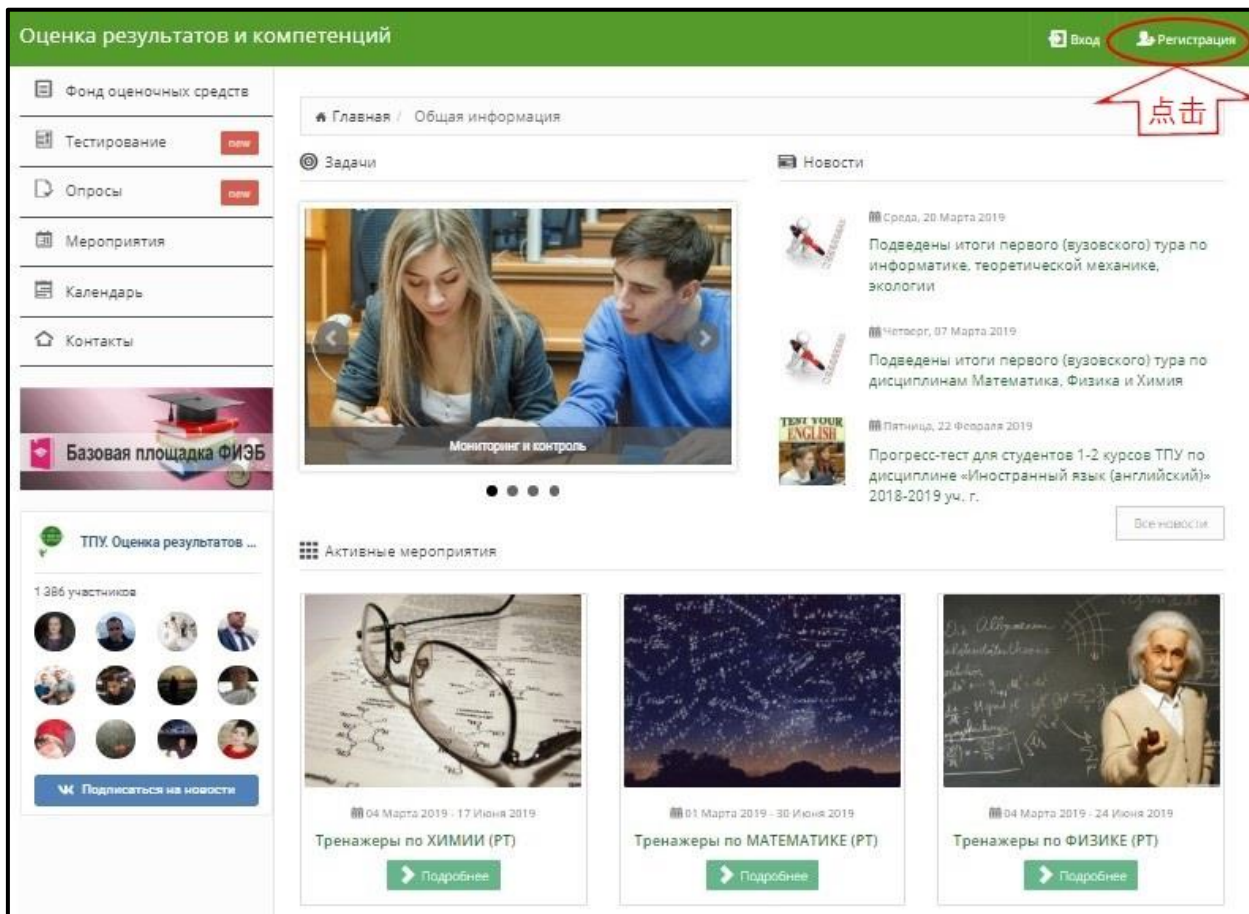 Оценка результатов и компетенций
Вход
Регистрация
点击
Фонд оценочных средств
Тестирование
new
Опросы
new
Мероприятия
Календарь
Контакты
Базовая площадка ФИЭБ
ТПУ. Оценка результатов ...
1 386 участников
Подписаться на новости
Главная / Общая информация
Задачи
Мониторинг и контроль
Новости
Среда, 20 Марта 2019
Подведены итоги первого (вузовского) тура по
информатике, теоретической механике,
экологии
Четверг, 07 Марта 2019
Подведены итоги первого (вузовского) тура по
дисциплинам Математика, Физика и Химия
TEST YOUR
ENGLISH
Пятница, 22 Февраля 2019
Прогресс-тест для студентов 1-2 курсов ТПУ по
дисциплине «Иностранный язык (английский)»
2018-2019 уч. г.
Все новости
Активные мероприятия
04 Марта 2019 - 17 Июня 2019
Тренажеры по ХИМИИ (РТ)
Подробнее
01 Марта 2019 - 30 Июня 2019
Тренажеры по МАТЕМАТИКЕ (РТ)
Подробнее
04 Марта 2019 - 24 Июня 2019
Тренажеры по ФИЗИКЕ (РТ)
Подробнее